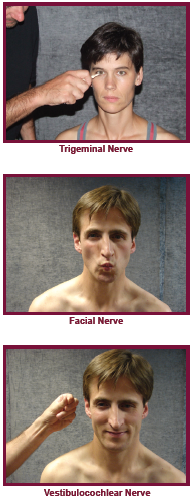 Trigeminal Nerve
Facial Nerve
Vestibulocochlear Nerve